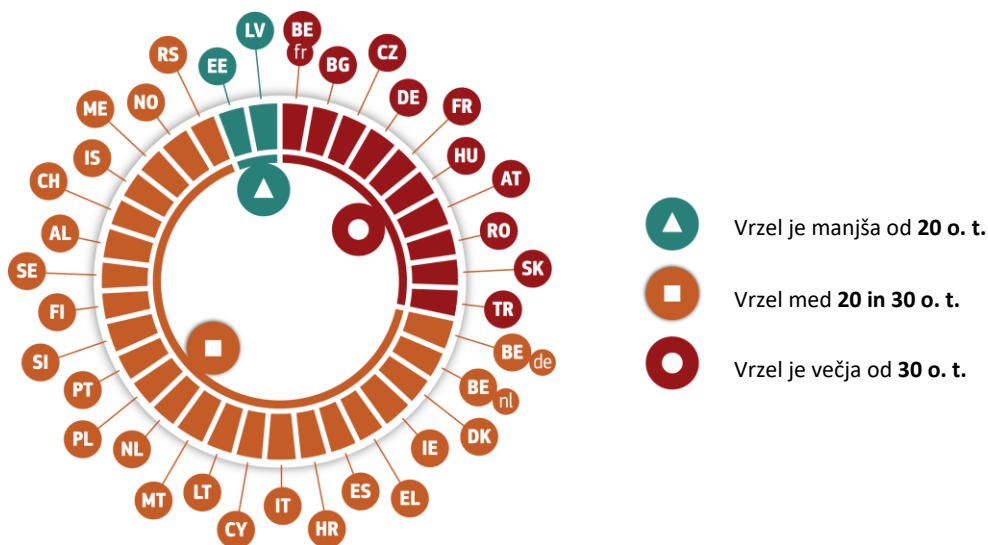 LV
BE
fr
BG
CZ
DE
FR
HU
AT
RO
SK
TR
BE de
BE nl
DK
IE
EL
ES
HR
IT
CY
LT
MT
NL
PL
PT
SI
FI
SE
AL
CH
IS
ME
NO
RS
EE
Vrzel je manjša od 20 o. t.
Vrzel med 20 in 30 o. t.
Vrzel je večja od 30 o. t.